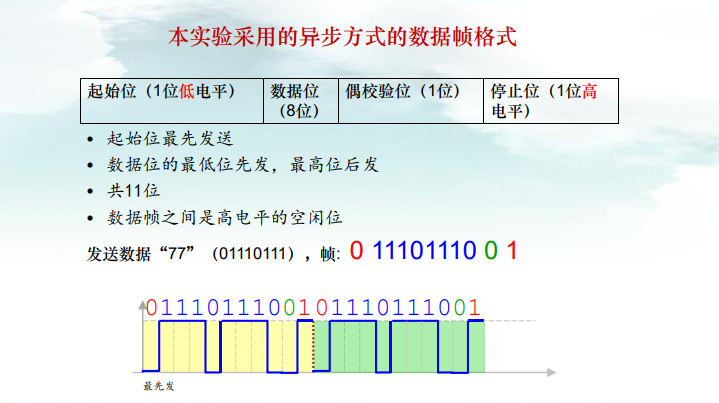 本实验采用的异步方式的数据帧格式
起始位（1位低电平） 数据位（8位） 偶校验位（1位） 停止位（1位高电平）
• 起始位最先发送
• 数据位的最低位先发，最高位后发
• 共11位
• 数据帧之间是高电平的空闲位
发送数据“77”（01110111），帧: 0 11101110 0 1
0111011100101110111001
最先发